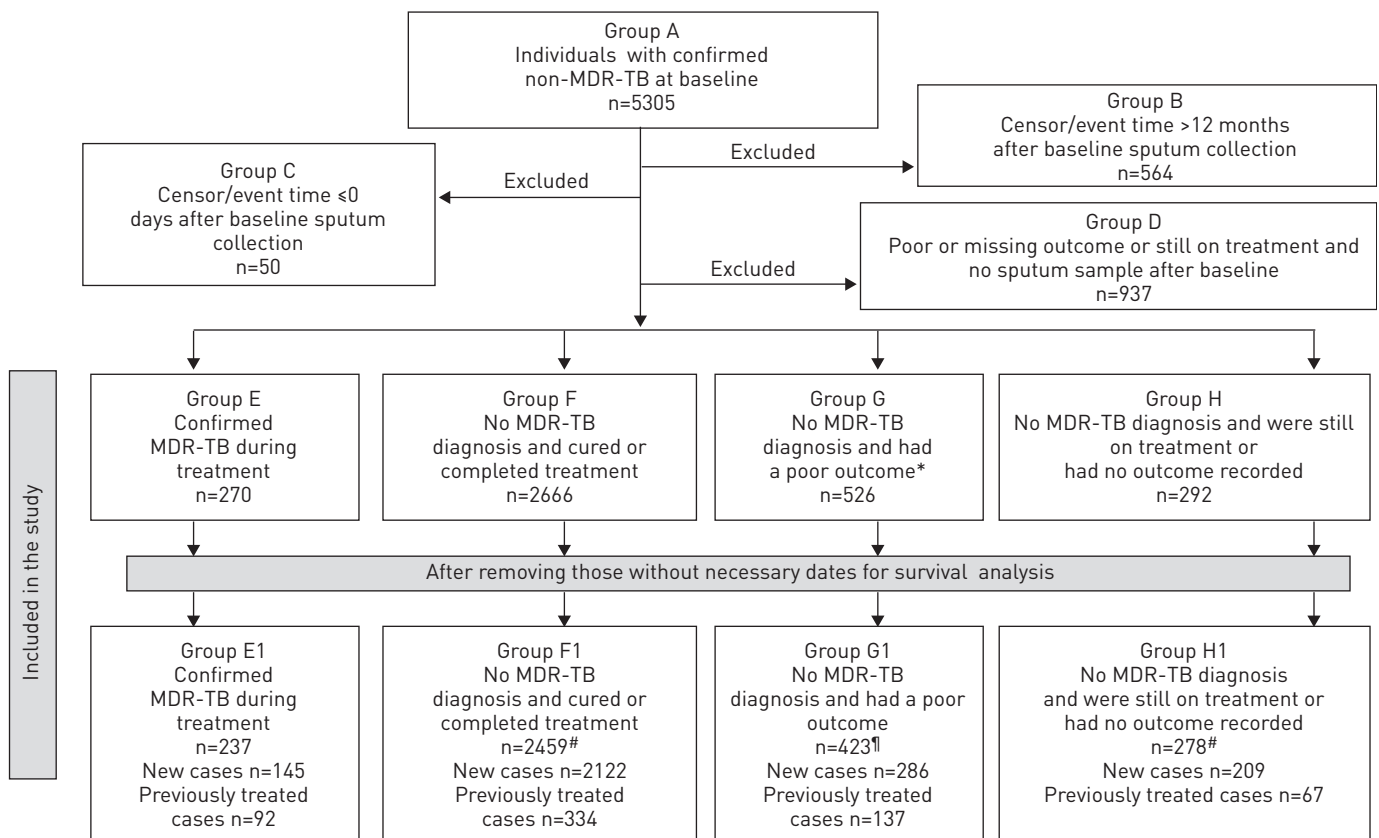 Group A
Individuals with confirmed
non-MDR-TB at baseline
n=5305
Group B
Censor/event time >12 months
after baseline sputum collection
n=564
Excluded
Group C
Censor/event time ≤0
days after baseline sputum
collection
n=50
Excluded
Group D
Poor or missing outcome or still on treatment and
no sputum sample after baseline
n=937
Excluded
Included in the study
Group E
Confirmed
MDR-TB during
treatment
n=270
Group F
No MDR-TB
diagnosis and cured or
completed treatment
n=2666
Group G
No MDR-TB
diagnosis and had
a poor outcome*
n=526
Group H
No MDR-TB diagnosis and were still
on treatment or
had no outcome recorded
n=292
After removing those without necessary dates for survival analysis
Group E1
Confirmed
MDR-TB during
treatment
n=237
New cases n=145
Previously treated
cases n=92
Group F1
No MDR-TB
diagnosis and cured or
completed treatment
n=2459#
New cases n=2122
Previously treated
cases n=334
Group G1
No MDR-TB
diagnosis and had a poor
outcome
n=423¶
New cases n=286
Previously treated
cases n=137
Group H1
No MDR-TB diagnosis
and were still on treatment or
had no outcome recorded
n=278#
New cases n=209
Previously treated cases n=67